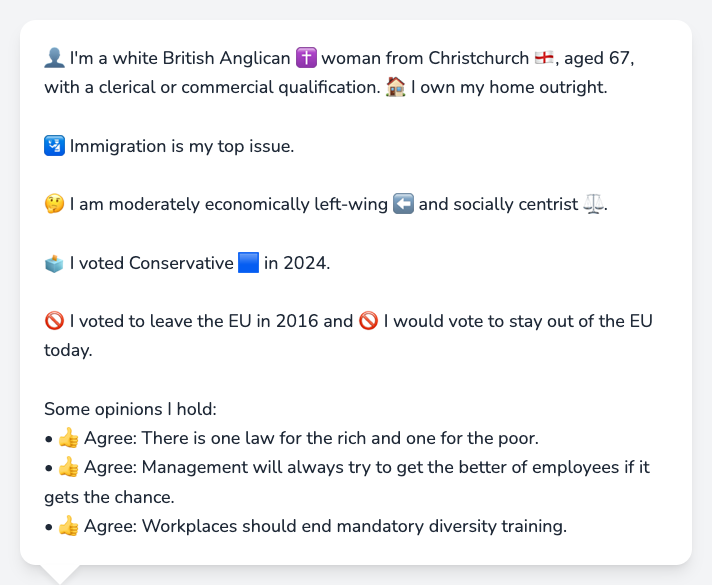 👤 I'm a white British Anglican ✝️ woman from Christchurch 🏴󠁧󠁢󠁥󠁮󠁧󠁿, aged 67,
with a clerical or commercial qualification. 🏠 I own my home outright.
🛂 Immigration is my top issue.
🤔 I am moderately economically left-wing ⬅️ and socially centrist ⚖️.
🗳️ I voted Conservative 🟦 in 2024.
🚫 I voted to leave the EU in 2016 and 🚫 I would vote to stay out of the EU
today.
Some opinions I hold:
• 👍 Agree: There is one law for the rich and one for the poor.
• 👍 Agree: Management will always try to get the better of employees if it
gets the chance.
• 👍 Agree: Workplaces should end mandatory diversity training.